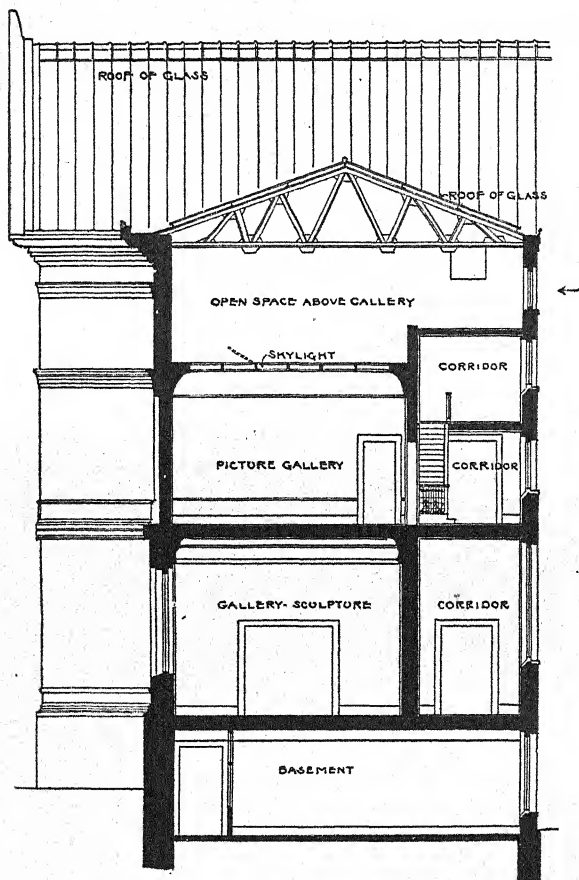 ROOF OF GLASS
ROOF OF GLASS
OPEN SPACE ABOVE GALLERY
SKYLIGHT
CORRIDOR
PICTURE GALLERY
CORRIDOR
GALLERY-SCULPTURE
CORRIDOR
BASEMENT